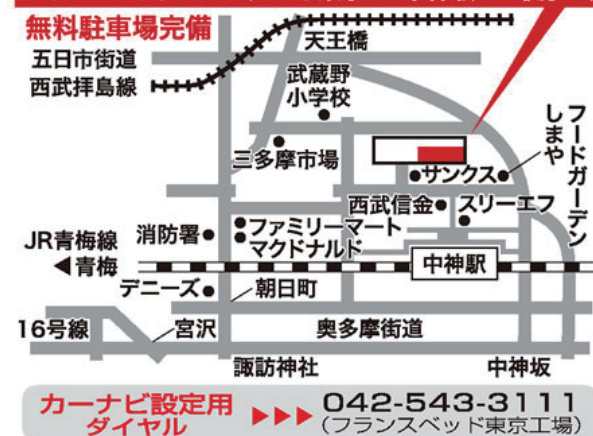 無料駐車場完備
五日市街道
天王橋
西武拝島線
武蔵野
小学校
フードガーデン
しまや
三多摩市場
サンクス
西武信金
スリーエフ
消防署
ファミリーマート
マクドナルド
JR青梅線
◀青梅
中神駅
デニーズ
朝日町
16号線
宮沢
奥多摩街道
諏訪神社
中神坂
カーナビ設定用
ダイヤル
▶▶▶
042-543-3111
(フランスベッド東京工場)